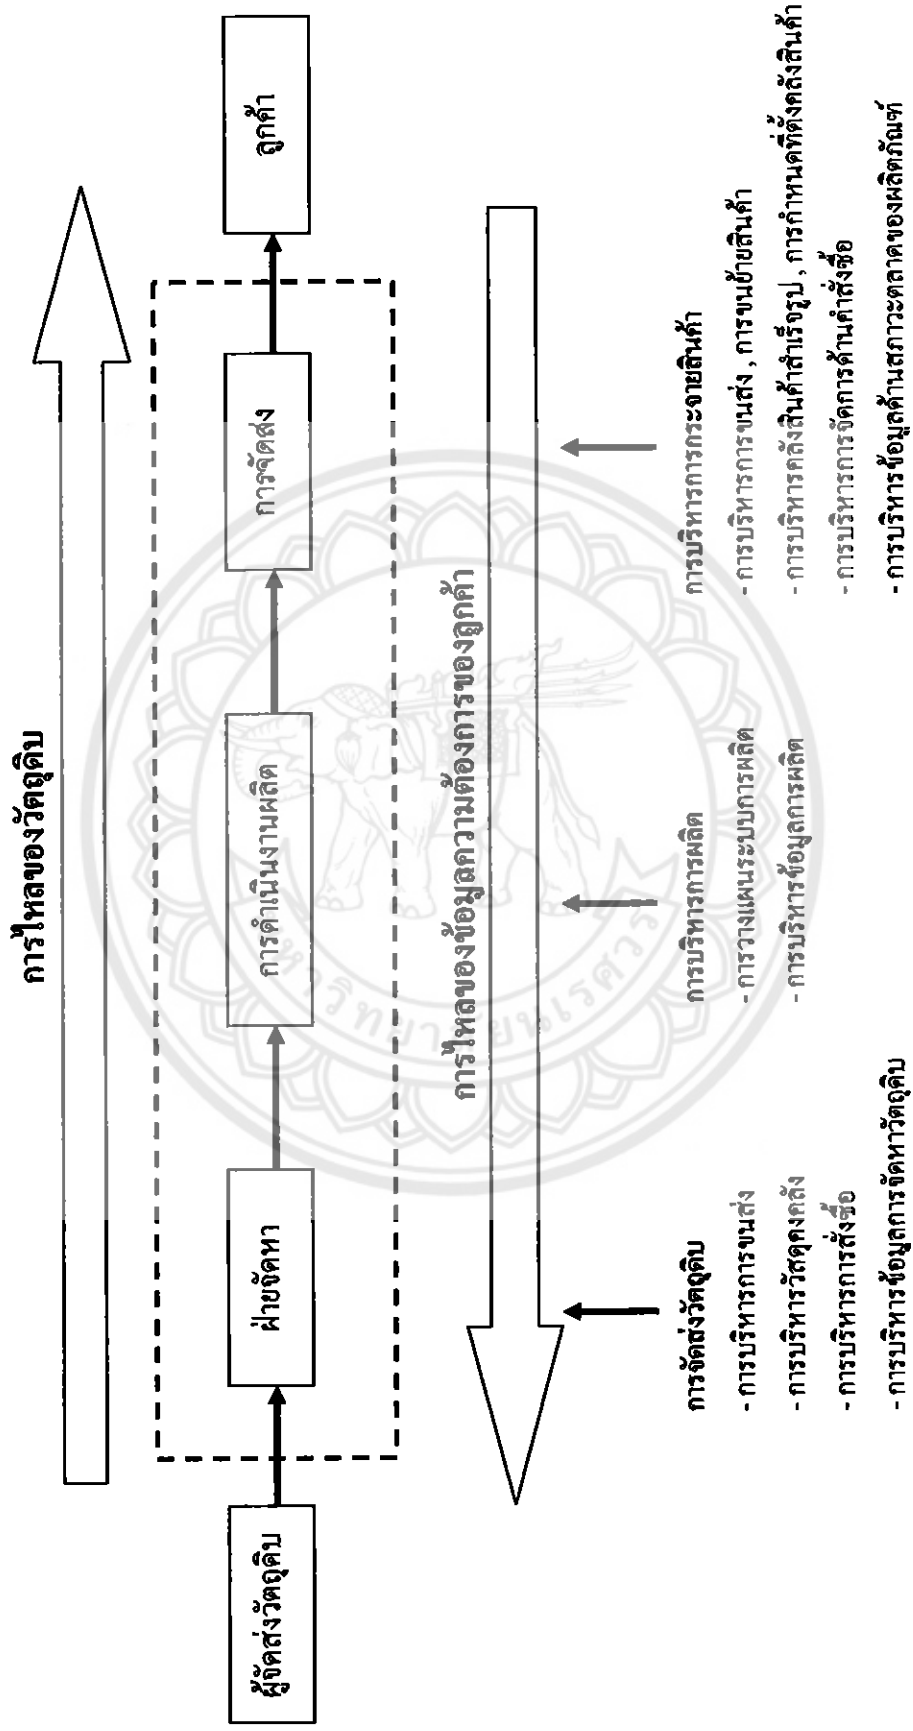 การไหลของวัตถุดิบ
ผู้จัดส่งวัตถุดิบ
ฝ่ายจัดหา
การดำเนินงานผลิต
การจัดส่ง
ลูกค้า
การไหลของข้อมูลความต้องการของลูกค้า
การจัดส่งวัตถุดิบ
- การบริหารการขนส่ง
- การบริหารวัสดุคงคลัง
- การบริหารการสั่งซื้อ
- การบริหารข้อมูลการจัดหาวัตถุดิบ
การบริหารการผลิต
- การวางแผนระบบการผลิต
- การบริหารข้อมูลการผลิต
การบริหารการกระจายสินค้า
- การบริหารการขนส่ง , การขนย้ายสินค้า
- การบริหารคลังสินค้าสำเร็จรูป , การกำหนดที่ตั้งคลังสินค้า
- การบริหารการจัดการด้านคำสั่งซื้อ
- การบริหารข้อมูลด้านสภาวะตลาดของผลิตภัณฑ์